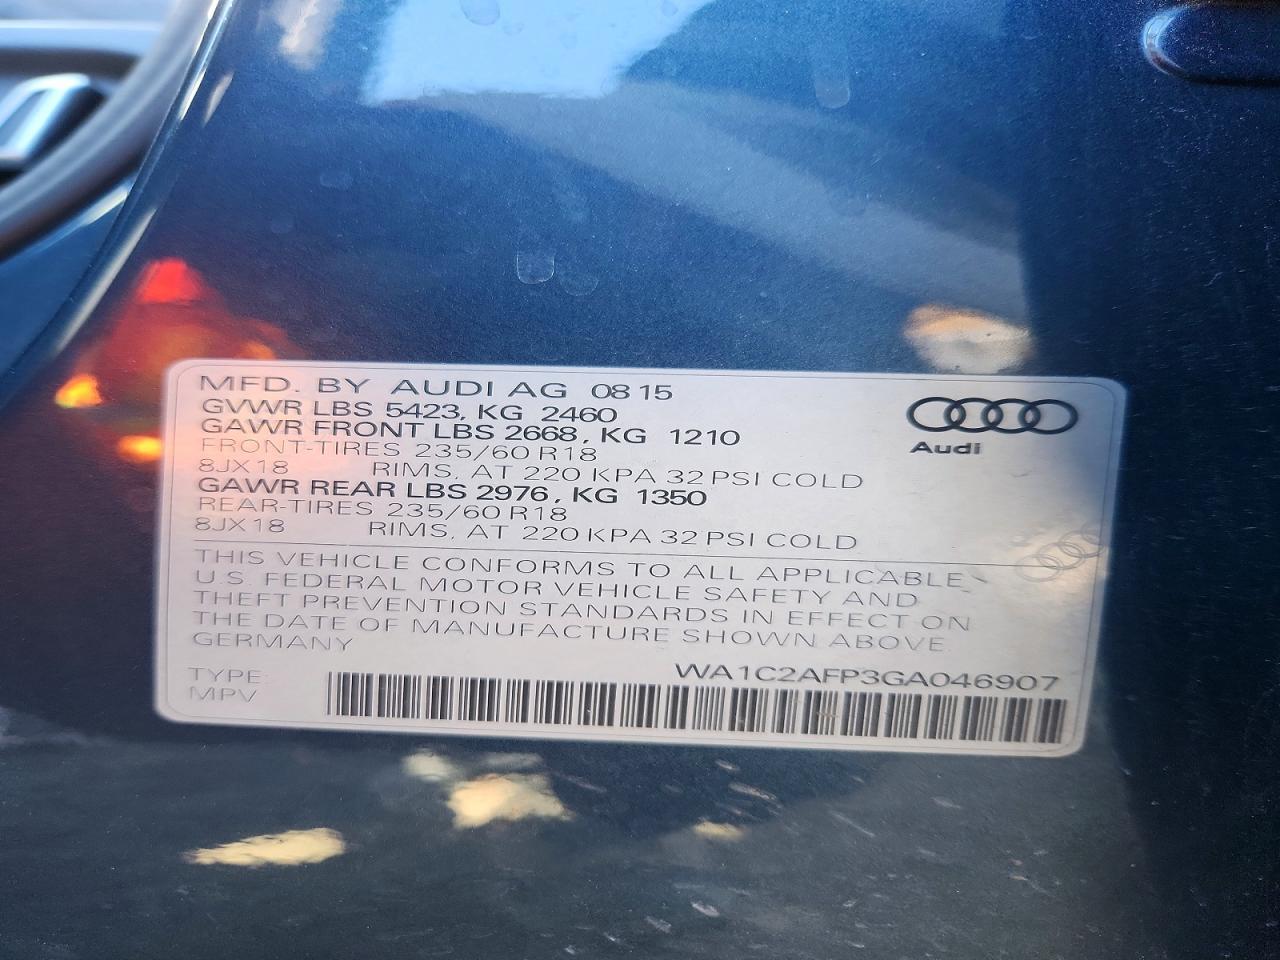 MFD. BY AUDI AG 08 15
GVWR LBS 5423, KG 2460
GAWR FRONT LBS 2668, KG 1210
FRONT-TIRES 235/60 R18
8JX18 RIMS, AT 220 KPA 32 PSI COLD
GAWR REAR LBS 2976, KG 1350
REAR-TIRES 235/60 R18
8JX18 RIMS, AT 220 KPA 32 PSI COLD
Audi
THIS VEHICLE CONFORMS TO ALL APPLICABLE
U.S. FEDERAL MOTOR VEHICLE SAFETY AND
THEFT PREVENTION STANDARDS IN EFFECT ON
THE DATE OF MANUFACTURE SHOWN ABOVE.
GERMANY
WA1C2AFP3GA046907
TYPE:
MPV